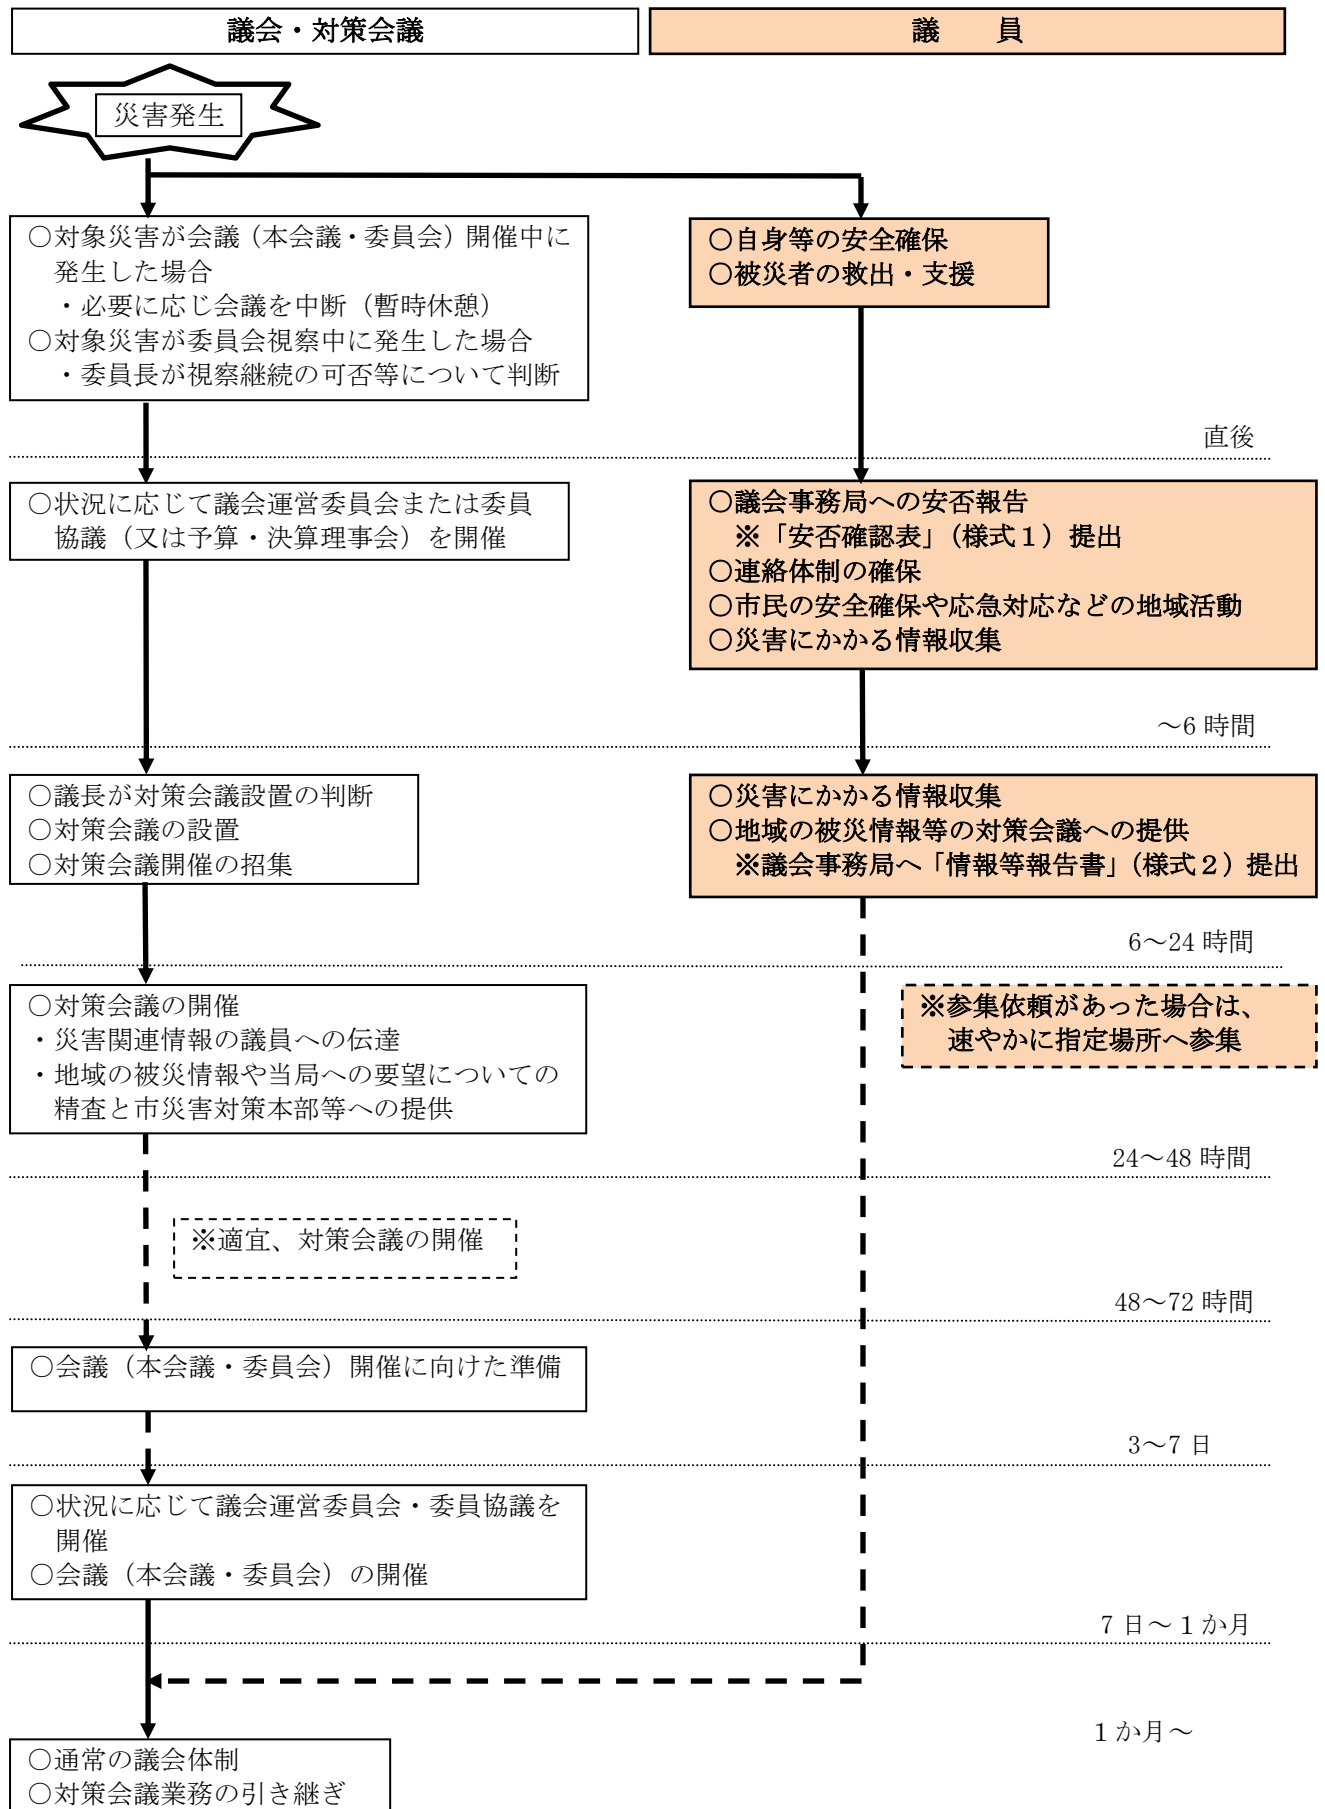 議会・対策会議
議　　員
災害発生
○対象災害が会議（本会議・委員会）開催中に
発生した場合
・必要に応じ会議を中断（暫時休憩）
○対象災害が委員会視察中に発生した場合
・委員長が視察継続の可否等について判断
○自身等の安全確保
○被災者の救出・支援
直後
○状況に応じて議会運営委員会または委員
協議（又は予算・決算理事会）を開催
○議会事務局への安否報告
※「安否確認表」（様式１）提出
○連絡体制の確保
○市民の安全確保や応急対応などの地域活動
○災害にかかる情報収集
～6 時間
○議長が対策会議設置の判断
○対策会議の設置
○対策会議開催の招集
○災害にかかる情報収集
○地域の被災情報等の対策会議への提供
※議会事務局へ「情報等報告書」（様式２）提出
6～24 時間
○対策会議の開催
・災害関連情報の議員への伝達
・地域の被災情報や当局への要望についての
精査と市災害対策本部等への提供
※参集依頼があった場合は、
速やかに指定場所へ参集
24～48 時間
※適宜、対策会議の開催
48～72 時間
○会議（本会議・委員会）開催に向けた準備
3～7 日
○状況に応じて議会運営委員会・委員協議を
開催
○会議（本会議・委員会）の開催
7 日～１か月
１か月～
○通常の議会体制
○対策会議業務の引き継ぎ